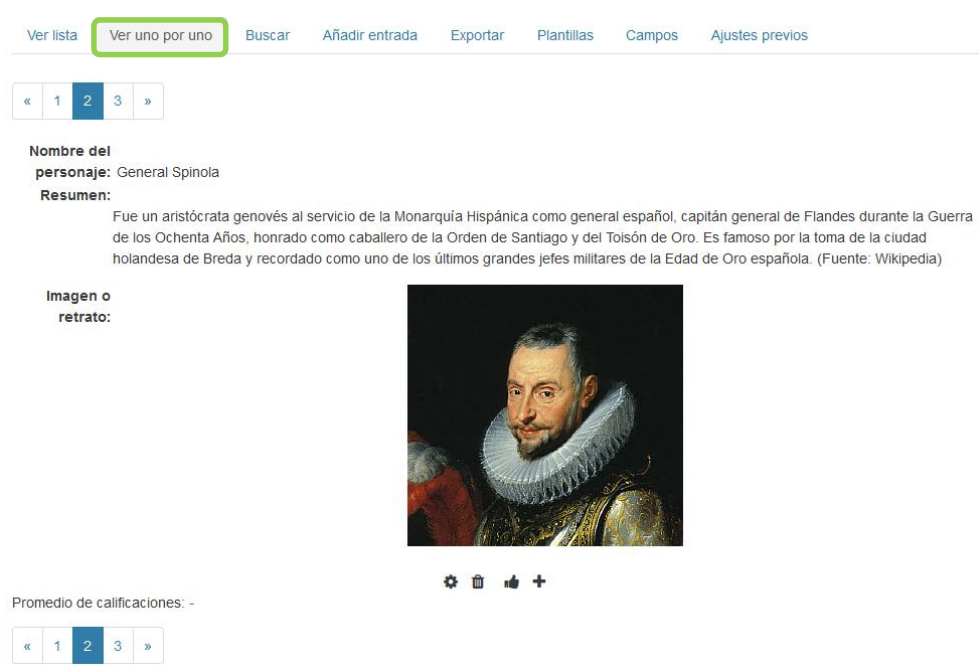 Ver lista Ver uno por uno Buscar Añadir entrada Exportar Plantillas Campos Ajustes previos
« 1 2 3 »
Nombre del
personaje: General Spinola
Resumen:
Fue un aristócrata genovés al servicio de la Monarquía Hispánica como general español, capitán general de Flandes durante la Guerra
de los Ochenta Años, honrado como caballero de la Orden de Santiago y del Toisón de Oro. Es famoso por la toma de la ciudad
holandesa de Breda y recordado como uno de los últimos grandes jefes militares de la Edad de Oro española. (Fuente: Wikipedia)
Imagen o
retrato:
Promedio de calificaciones: -
« 1 2 3 »